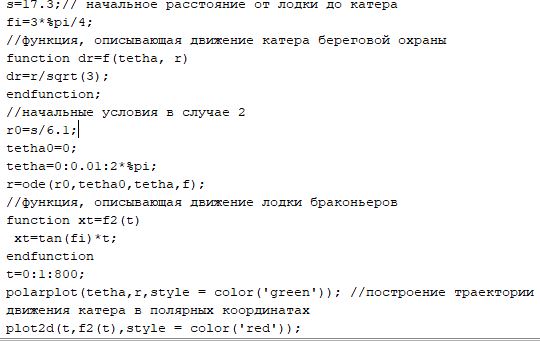 s=17.3;// начальное расстояние от лодки до катера
fi=3*%pi/4;
//функция, описывающая движение катера береговой охраны
function dr=f(tetha, r)
dr=r/sqrt(3);
endfunction;
//начальные условия в случае 2
r0=s/6.1;
tetha0=0;
tetha=0:0.01:2*%pi;
r=ode(r0,tetha0,tetha,f);
//функция, описывающая движение лодки браконьеров
function xt=f2(t)
 xt=tan(fi)*t;
endfunction
t=0:1:800;
polarplot(tetha,r,style = color('green')); //построение траектории
движения катера в полярных координатах
plot2d(t,f2(t),style = color('red'));